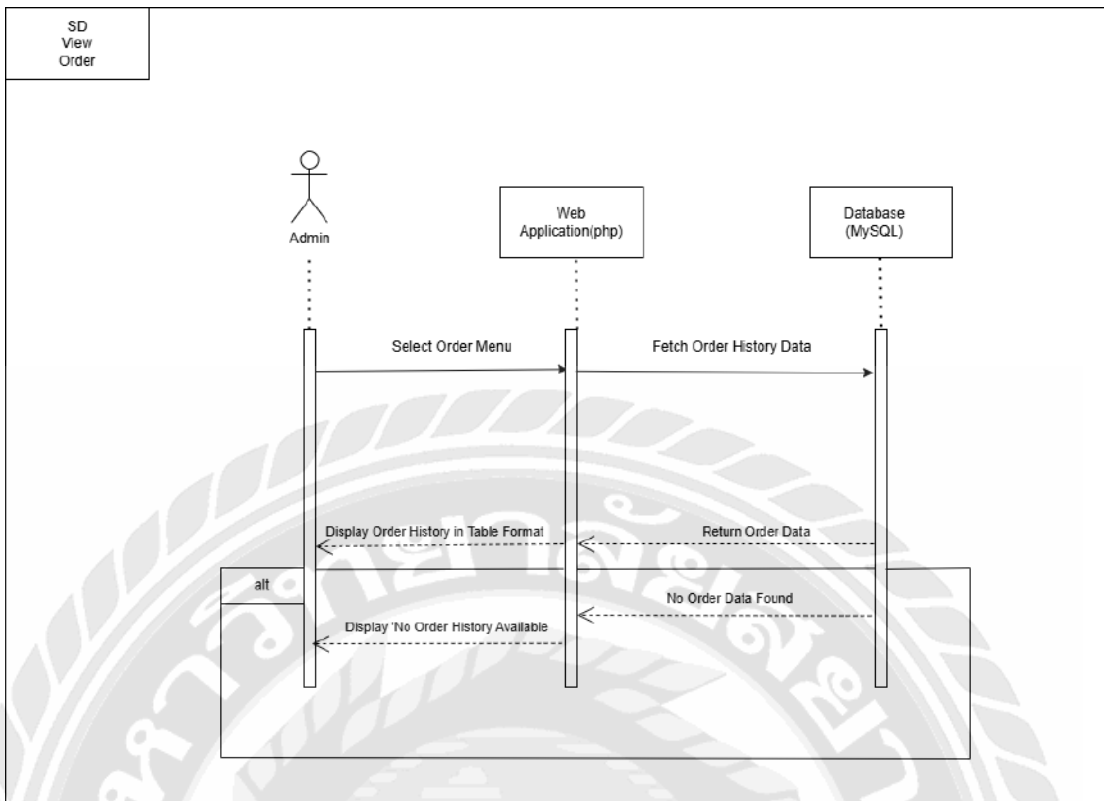 SD
View
Order
Admin
Web
Application(php)
Database
(MySQL)
Select Order Menu
Fetch Order History Data
Display Order History in Table Format
Return Order Data
alt
No Order Data Found
Display 'No Order History Available